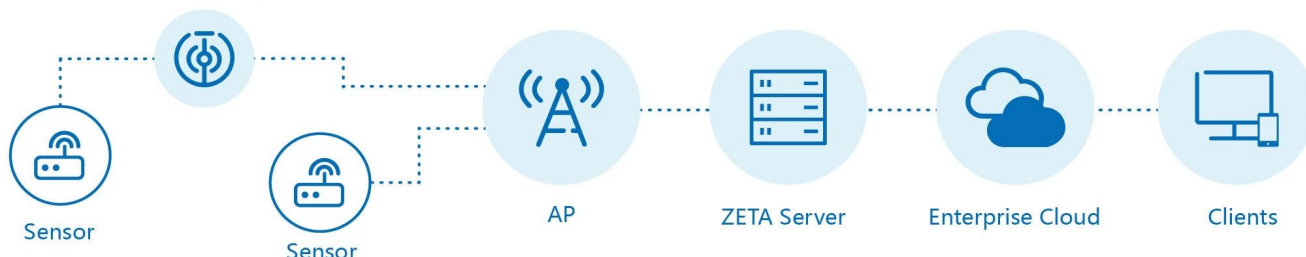 Sensor
Sensor
AP
ZETA Server
Enterprise Cloud
Clients